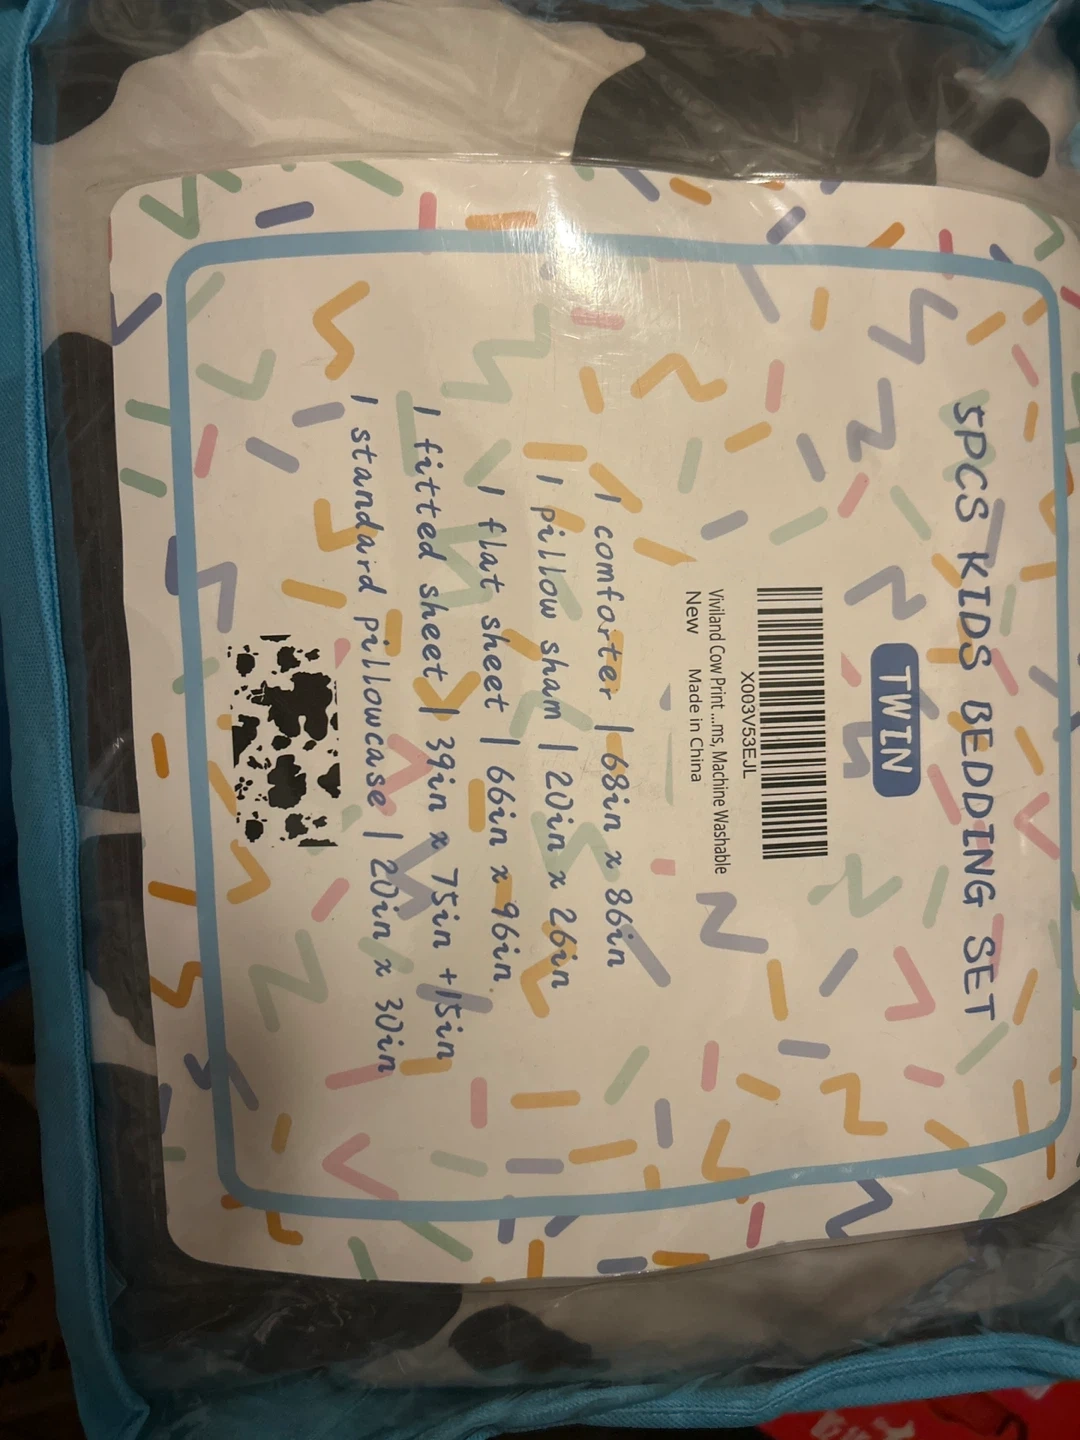 5PCS KIDS BEDDING SET
TWIN
X003V53EJL
Viviland Cow Print ...ms, Machine Washable
New Made in China
1 comforter | 68in x 86in
1 pillow sham | 20in x 26in
1 flat sheet | 66in x 96in
1 fitted sheet | 39in x 75in +15in
1 standard pillowcase | 20in x 30in